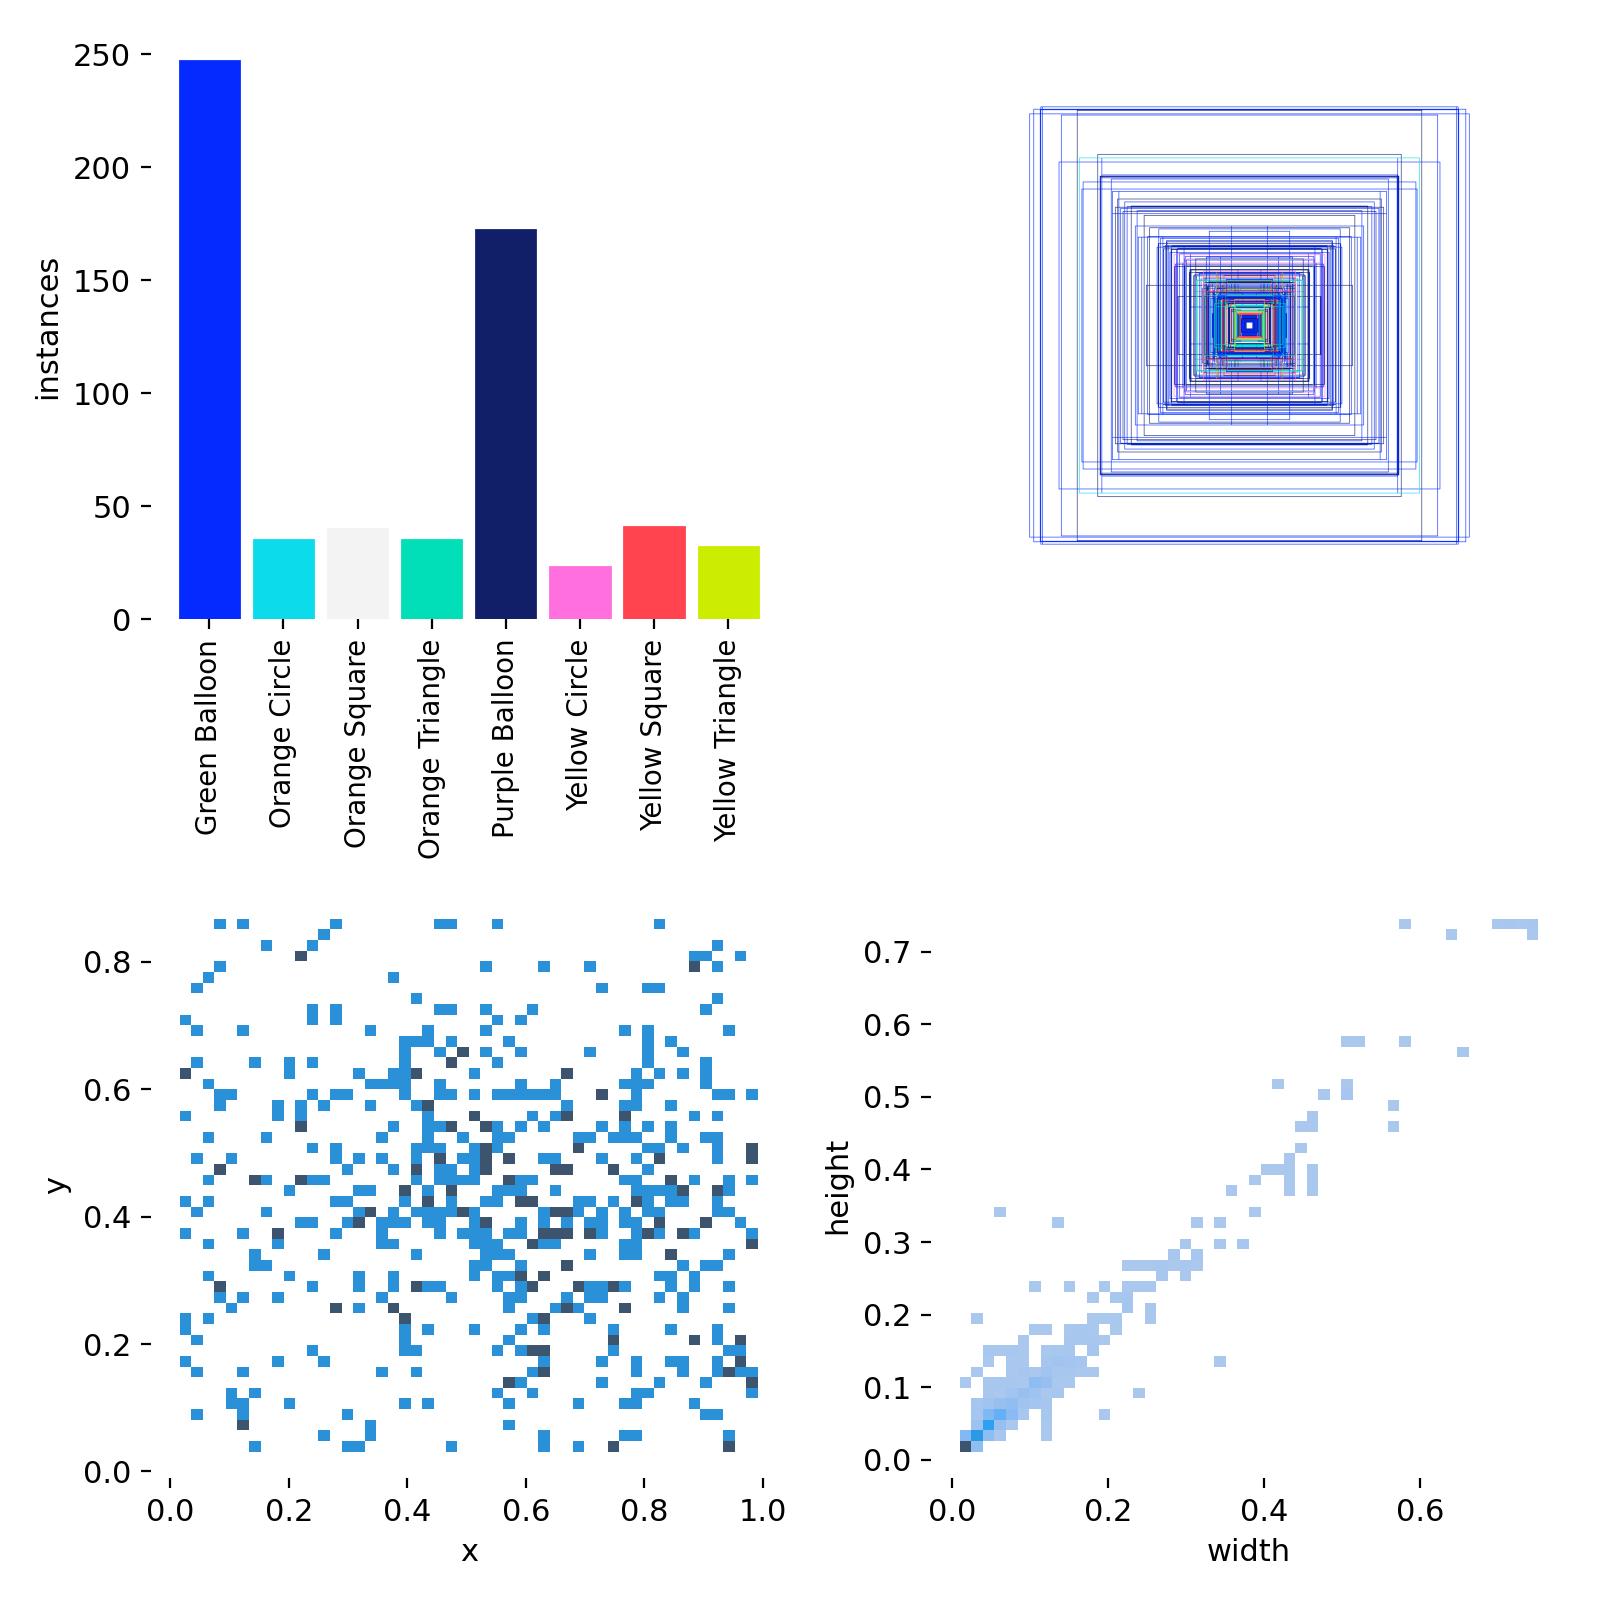 250
200
150
100
50
0
instances
Green Balloon
Orange Circle
Orange Square
Orange Triangle
Purple Balloon
Yellow Circle
Yellow Square
Yellow Triangle
0.8
0.6
0.4
0.2
0.0
y
0.0 0.2 0.4 0.6 0.8 1.0
x
0.7
0.6
0.5
0.4
0.3
0.2
0.1
0.0
height
0.0 0.2 0.4 0.6
width